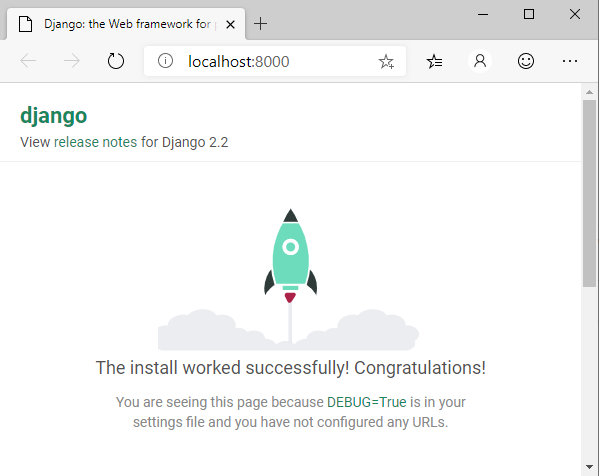 Django: the Web framework for
localhost:8000
django
View release notes for Django 2.2
The install worked successfully! Congratulations!
You are seeing this page because DEBUG=True is in your
settings file and you have not configured any URLs.